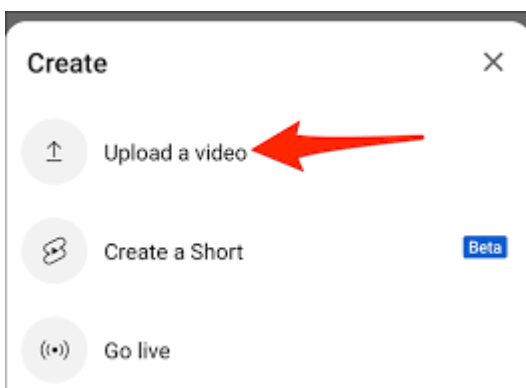 Create
Upload a video
Create a Short
Beta
Go live